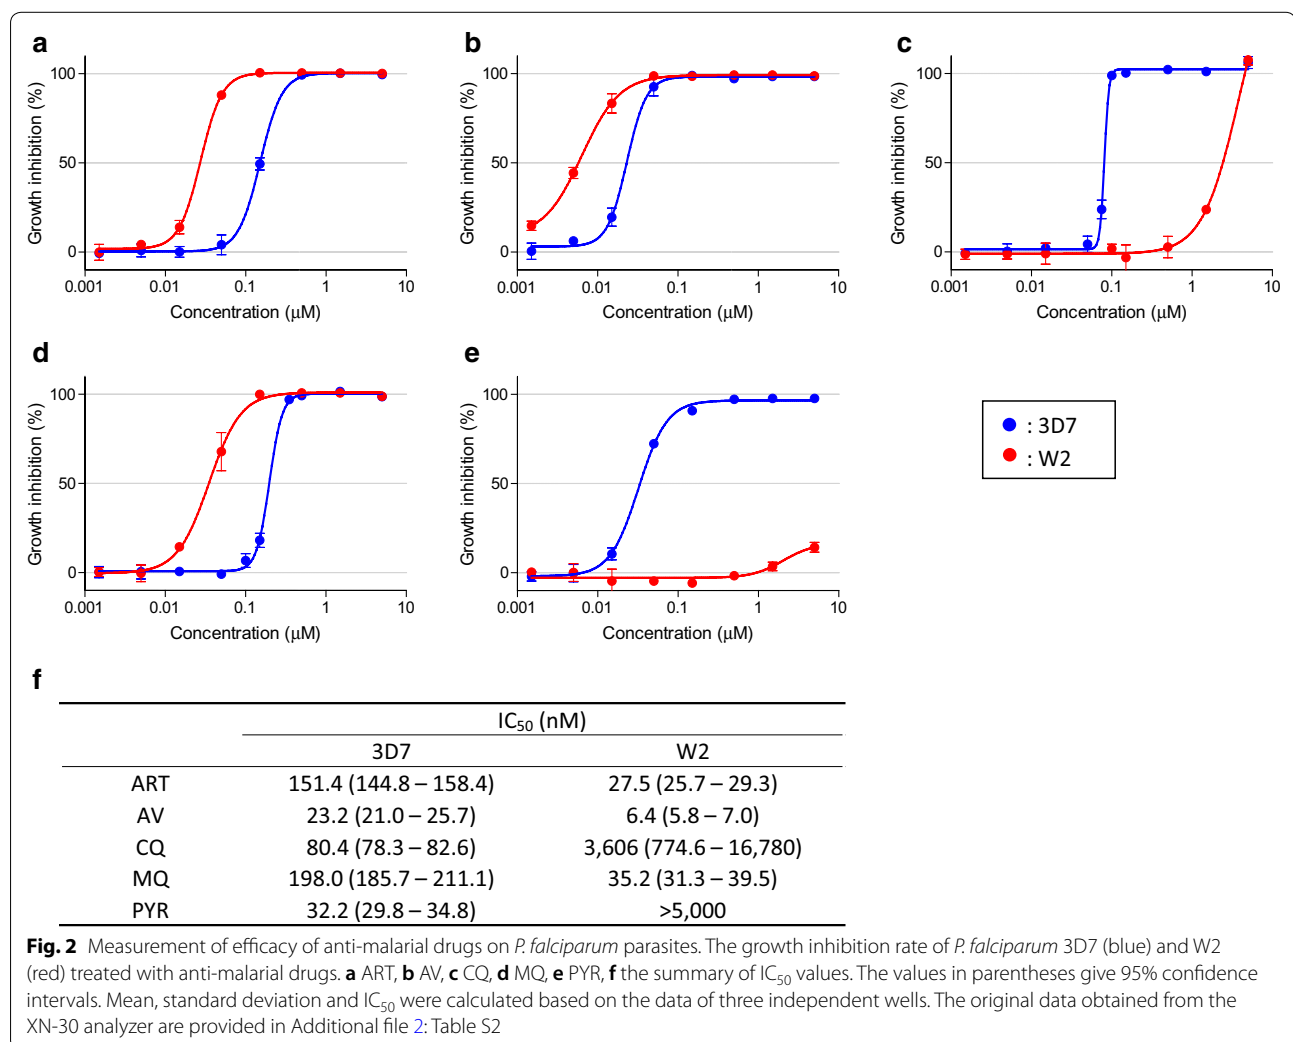 a
Growth inhibition (%)
100
50
0
0.001 0.01 0.1 1 10
Concentration (μM)
b
Growth inhibition (%)
100
50
0
0.001 0.01 0.1 1 10
Concentration (μM)
c
Growth inhibition (%)
100
50
0
0.001 0.01 0.1 1 10
Concentration (μM)
d
Growth inhibition (%)
100
50
0
0.001 0.01 0.1 1 10
Concentration (μM)
e
Growth inhibition (%)
100
50
0
0.001 0.01 0.1 1 10
Concentration (μM)
: 3D7
: W2
f
IC50 (nM)
3D7 W2
ART 151.4 (144.8 – 158.4) 27.5 (25.7 – 29.3)
AV 23.2 (21.0 – 25.7) 6.4 (5.8 – 7.0)
CQ 80.4 (78.3 – 82.6) 3,606 (774.6 – 16,780)
MQ 198.0 (185.7 – 211.1) 35.2 (31.3 – 39.5)
PYR 32.2 (29.8 – 34.8) >5,000
Fig. 2 Measurement of efficacy of anti-malarial drugs on P. falciparum parasites. The growth inhibition rate of P. falciparum 3D7 (blue) and W2
(red) treated with anti-malarial drugs. a ART, b AV, c CQ, d MQ, e PYR, f the summary of IC50 values. The values in parentheses give 95% confidence
intervals. Mean, standard deviation and IC50 were calculated based on the data of three independent wells. The original data obtained from the
XN-30 analyzer are provided in Additional file 2: Table S2